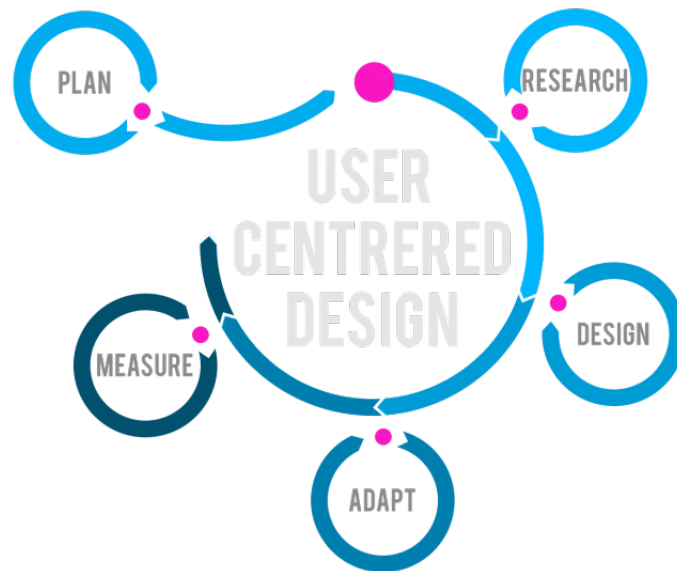 PLAN
RESEARCH
USER
CENTRERED
DESIGN
DESIGN
MEASURE
ADAPT